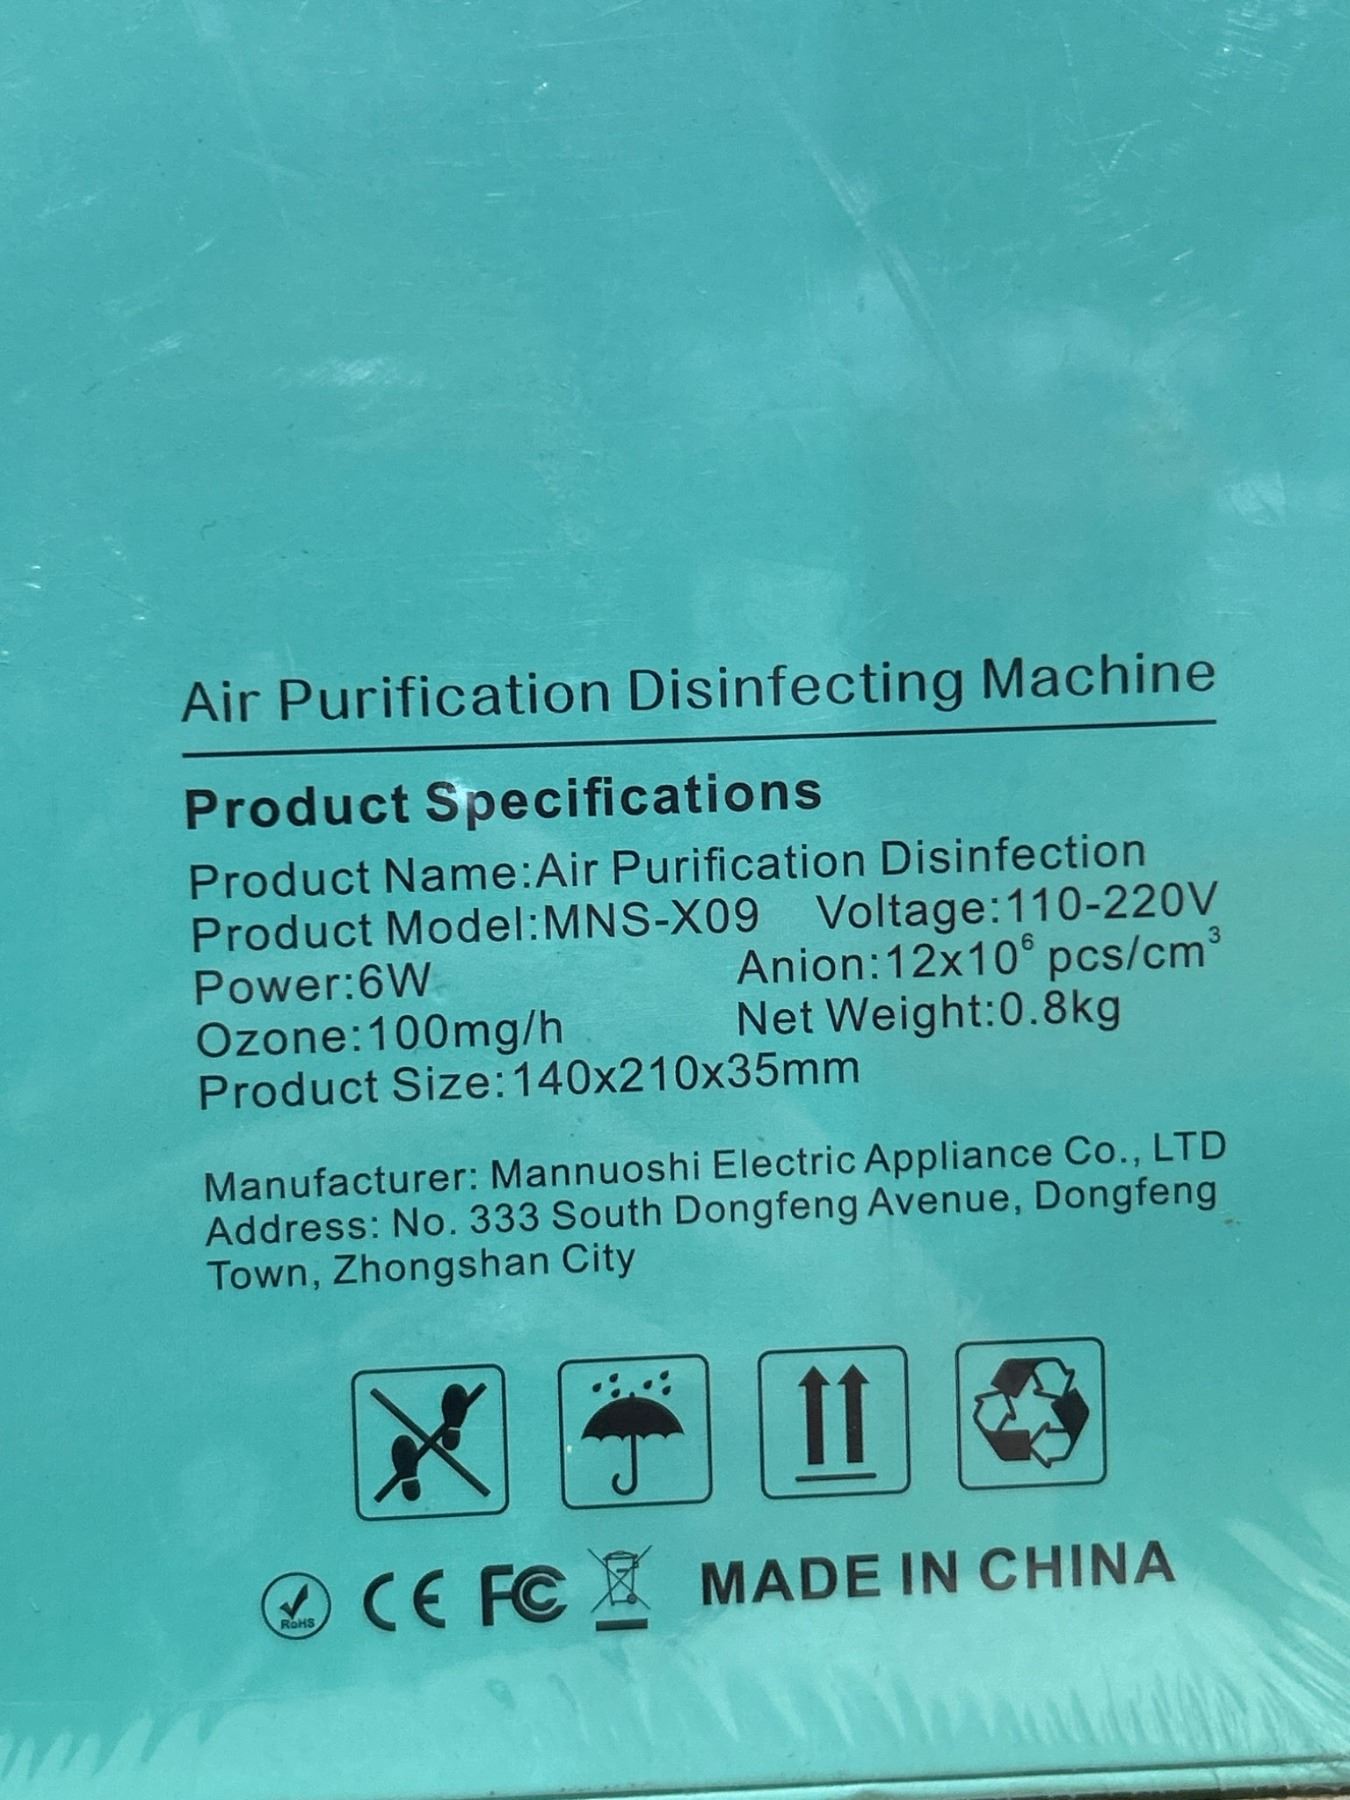 Air Purification Disinfecting Machine
Product Specifications
Product Name:Air Purification Disinfection
Product Model:MNS-X09 Voltage:110-220V
Power:6W Anion:12x10⁶ pcs/cm³
Ozone:100mg/h Net Weight:0.8kg
Product Size:140x210x35mm
Manufacturer: Mannuoshi Electric Appliance Co., LTD
Address: No. 333 South Dongfeng Avenue, Dongfeng
Town, Zhongshan City
RoHS CE FC MADE IN CHINA